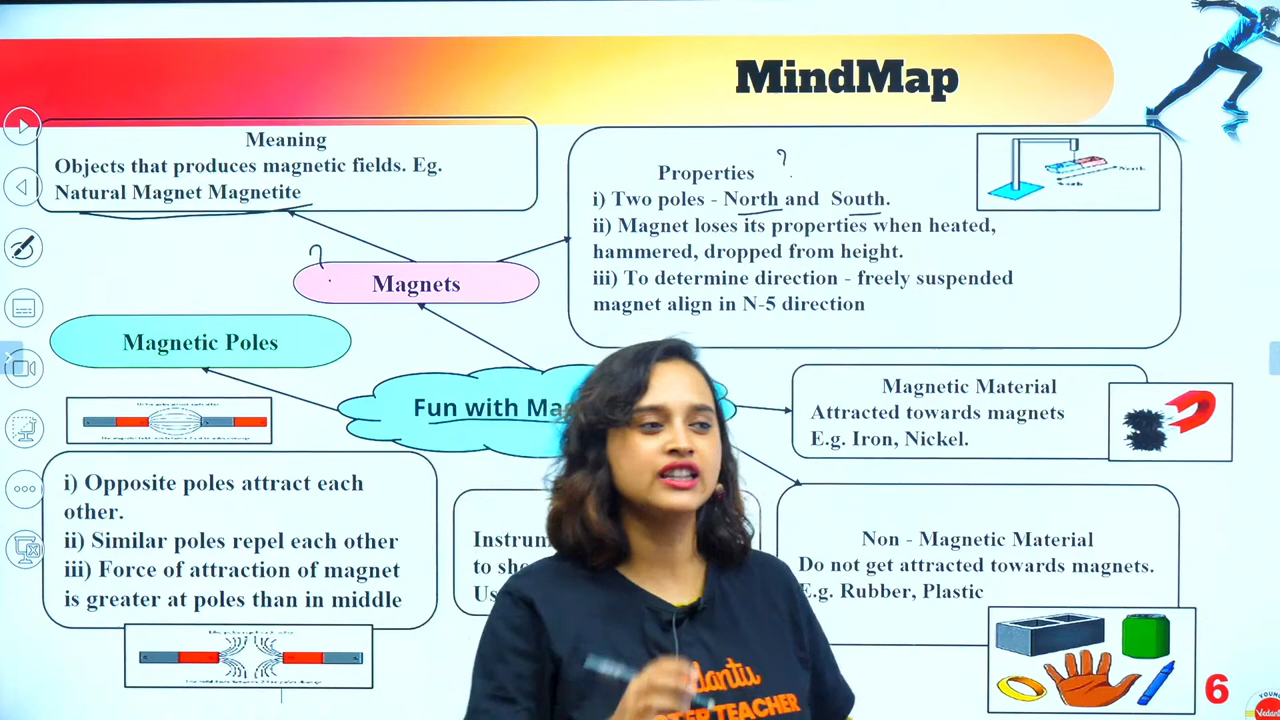 MindMap
Meaning
Objects that produces magnetic fields. Eg.
Natural Magnet Magnetite
?
Properties
i) Two poles - North and South.
ii) Magnet loses its properties when heated,
hammered, dropped from height.
iii) To determine direction - freely suspended
magnet align in N-5 direction
?
Magnets
Magnetic Poles
Fun with
Magnetic Material
Attracted towards magnets
E.g. Iron, Nickel.
i) Opposite poles attract each
other.
ii) Similar poles repel each other
iii) Force of attraction of magnet
is greater at poles than in middle
to
Non - Magnetic Material
Do not get attracted towards magnets.
E.g. Rubber, Plastic
TEACHER
6
Vedantu